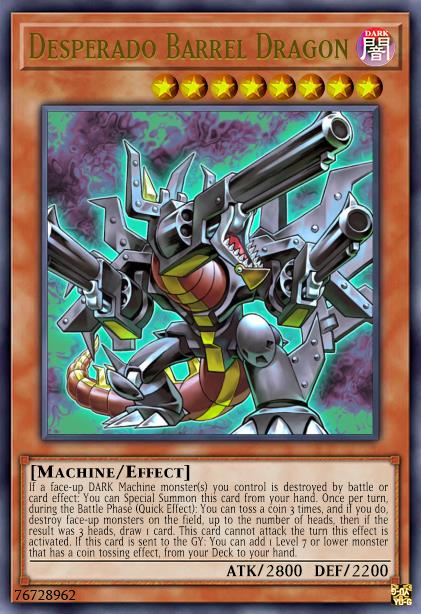 DESPERADO BARREL DRAGON
DARK
闇
[MACHINE/EFFECT]
If a face-up DARK Machine monster(s) you control is destroyed by battle or
card effect: You can Special Summon this card from your hand. Once per turn,
during the Battle Phase (Quick Effect): You can toss a coin 3 times, and if you do,
destroy face-up monsters on the field, up to the number of heads, then if the
result was 3 heads, draw 1 card. This card cannot attack the turn this effect is
activated. If this card is sent to the GY: You can add 1 Level 7 or lower monster
that has a coin tossing effect, from your Deck to your hand.
ATK/2800 DEF/2200
76728962